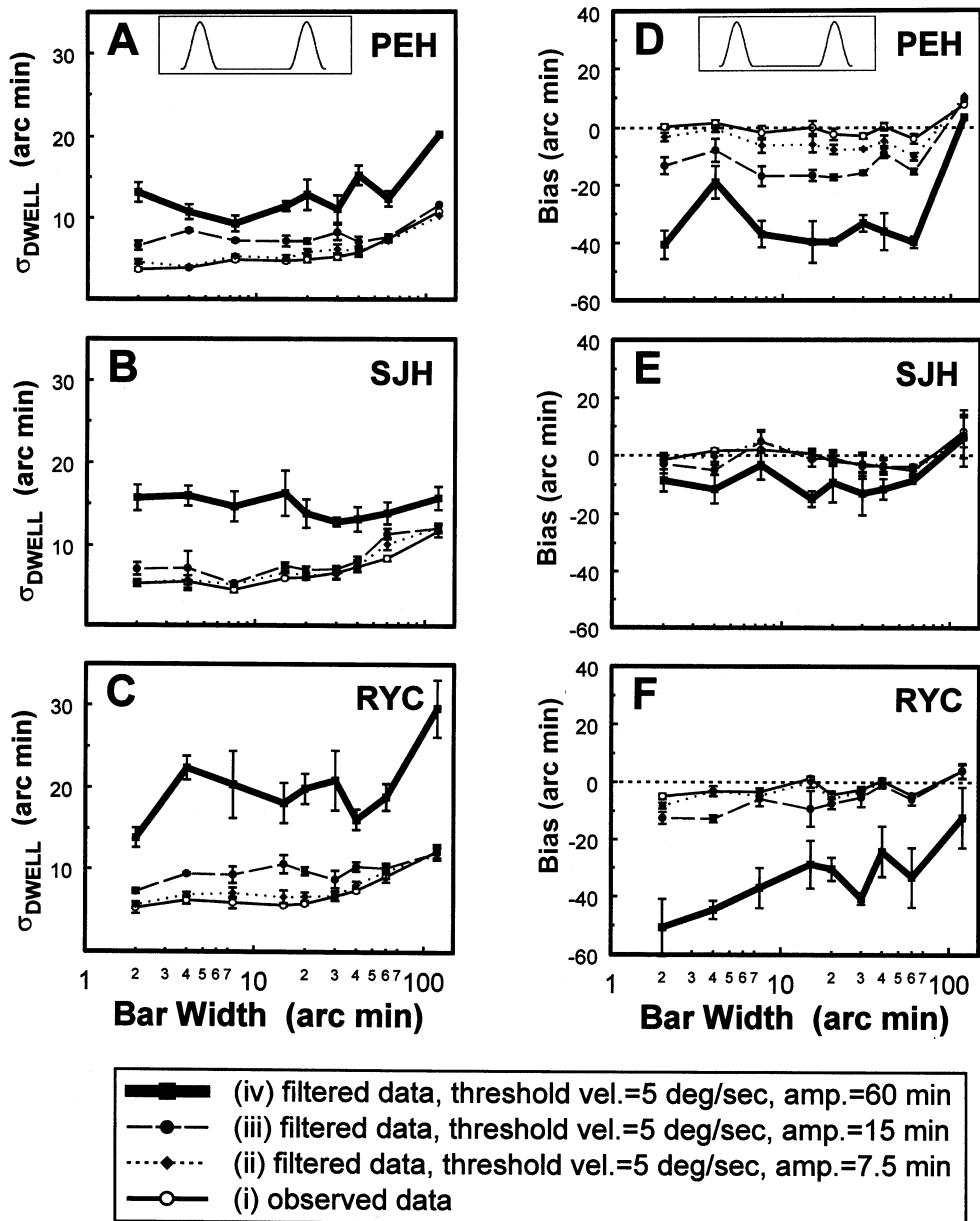 A
PEH
30
20
10
σDWELL (arc min)
D
PEH
40
20
0
-20
-40
-60
Bias (arc min)
B
SJH
30
20
10
σDWELL (arc min)
E
SJH
40
20
0
-20
-40
-60
Bias (arc min)
C
RYC
30
20
10
σDWELL (arc min)
1 2 3 4 5 6 7 10 2 3 4 5 6 7 100
Bar Width (arc min)
F
RYC
40
20
0
-20
-40
-60
Bias (arc min)
1 2 3 4 5 6 7 10 2 3 4 5 6 7 100
Bar Width (arc min)
(iv) filtered data, threshold vel.=5 deg/sec, amp.=60 min
(iii) filtered data, threshold vel.=5 deg/sec, amp.=15 min
(ii) filtered data, threshold vel.=5 deg/sec, amp.=7.5 min
(i) observed data